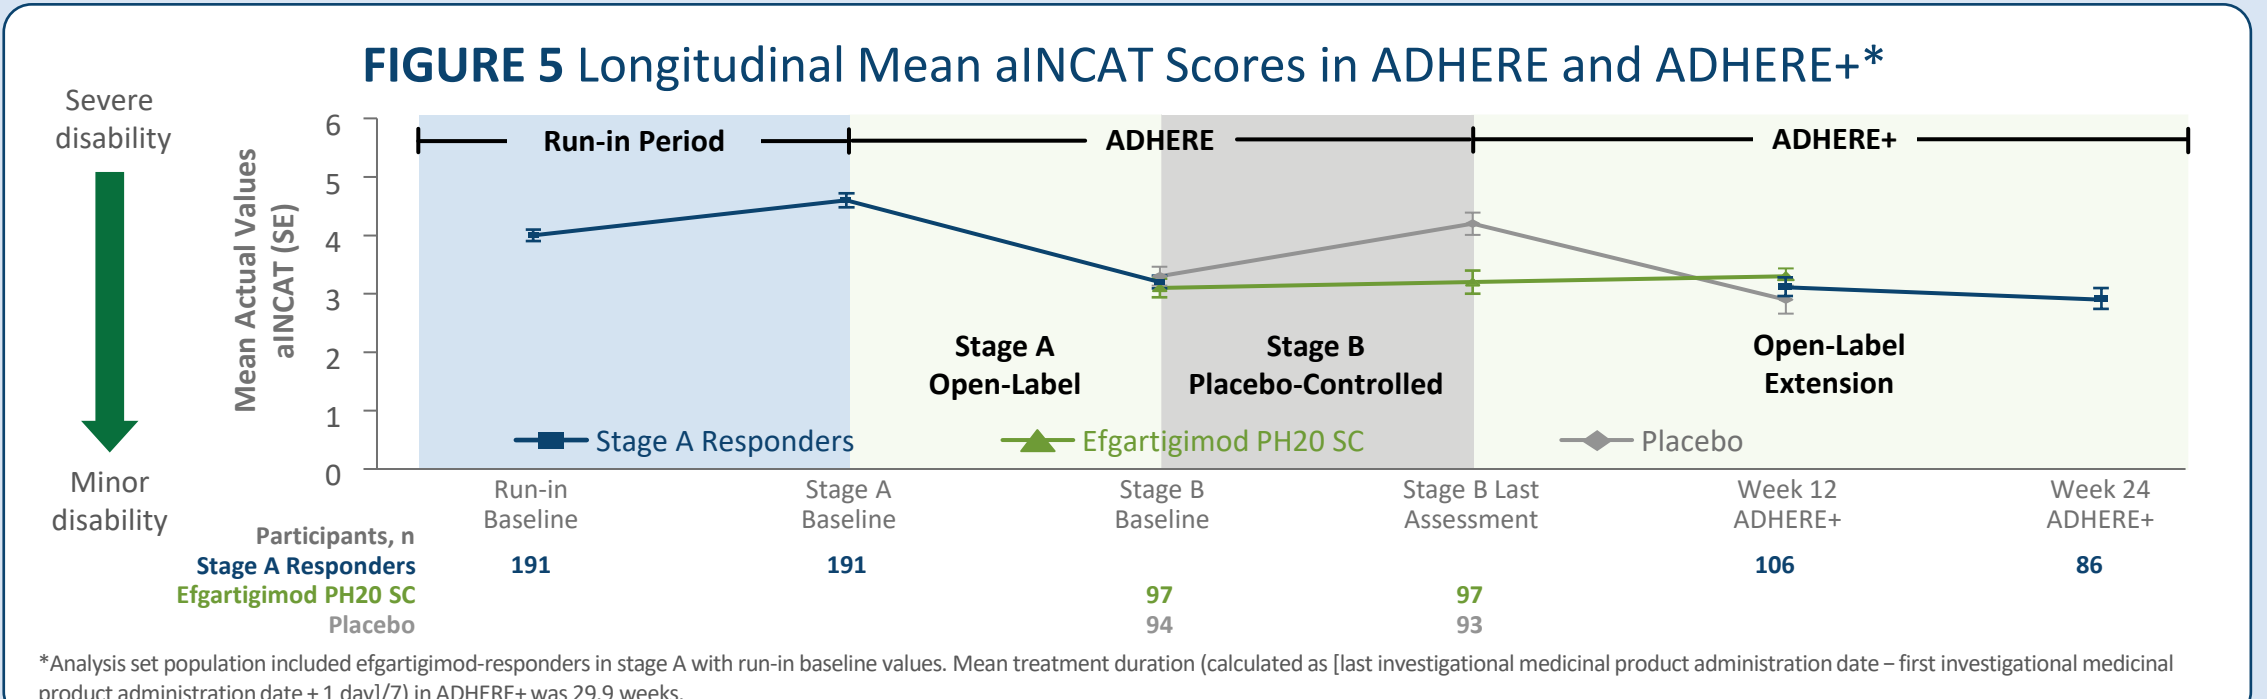 FIGURE 5 Longitudinal Mean aINCAT Scores in ADHERE and ADHERE+*
Severe
disability
Minor
disability
Mean Actual Values
aINCAT (SE)
6
5
4
3
2
1
0
Run-in Period
ADHERE
ADHERE+
Stage A
Open-Label
Stage B
Placebo-Controlled
Open-Label
Extension
Stage A Responders
Efgartigimod PH20 SC
Placebo
Run-in
Baseline
Stage A
Baseline
Stage B
Baseline
Stage B Last
Assessment
Week 12
ADHERE+
Week 24
ADHERE+
Participants, n
Stage A Responders 191 191 106 86
Efgartigimod PH20 SC 97 97
Placebo 94 93
*Analysis set population included efgartigimod-responders in stage A with run-in baseline values. Mean treatment duration (calculated as [last investigational medicinal product administration date – first investigational medicinal
product administration date + 1 day]/7) in ADHERE+ was 29.9 weeks.